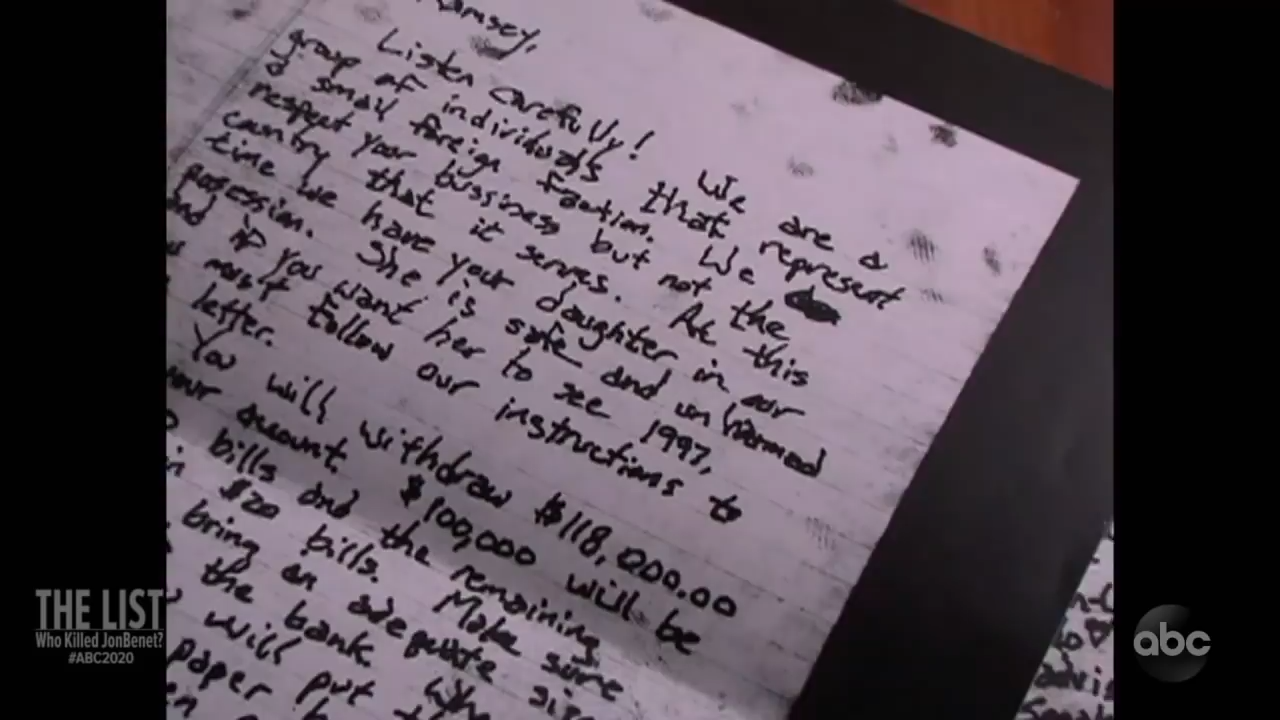 Ramsey,
Listen carefully! We are a
group of individuals that represent
a small foreign faction. We
respect your bussiness but not the
country that it serves. At this
time we have your daughter in our
posession. She is safe and unharmed
and if you want her to see 1997,
must follow our instructions to
letter.
You will withdraw $118,000.00
your account. $100,000 will be
bills and the remaining
in $20 bills. Make sure
bring an adequate
the bank.
will put
paper
THE LIST
Who Killed JonBenet?
#ABC2020
abc